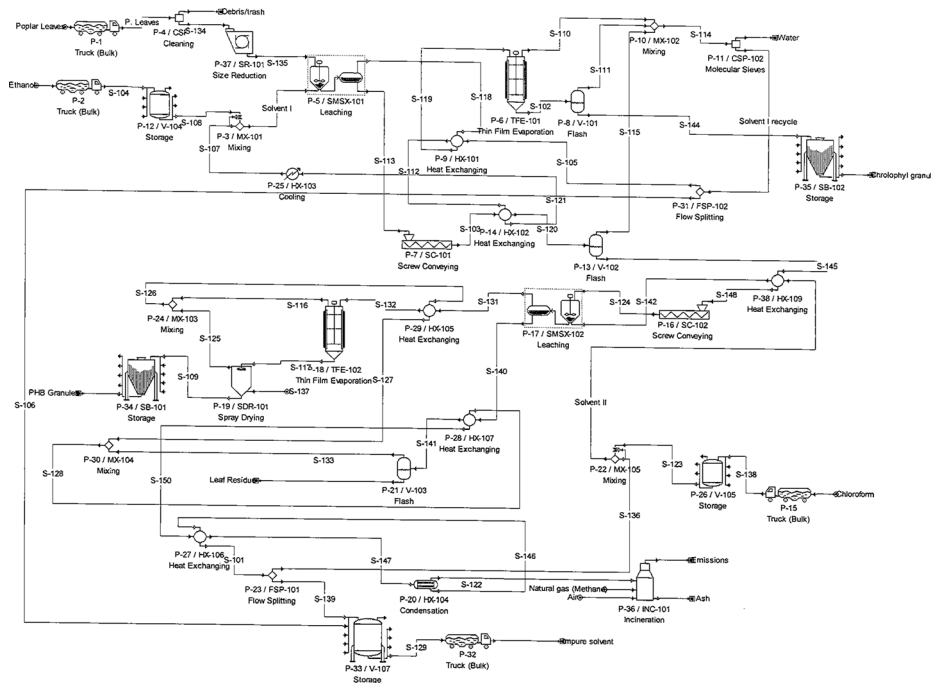 Debris/trash
P. Leaves
Poplar Leaves
S-134
P-1
Truck (Bulk)
P-4 / CSP
Cleaning
P-37 / SR-101
Size Reduction
S-135
S-110
P-10 / MX-102
Mixing
S-114
Water
P-11 / CSP-102
Molecular Sieves
Ethanol
S-104
P-2
Truck (Bulk)
P-12 / V-104
Storage
S-108
Solvent I
P-3 / MX-101
Mixing
S-107
P-5 / SMSX-101
Leaching
S-119
S-118
P-6 / TFE-101
Thin Film Evaporation
S-102
S-111
P-8 / V-101
Flash
S-115
S-144
Solvent I recycle
P-9 / HX-101
Heat Exchanging
S-105
S-113
S-112
P-25 / HX-103
Cooling
S-121
P-31 / FSP-102
Flow Splitting
P-35 / SB-102
Storage
Chrolophyl granul
S-103
P-14 / HX-102
Heat Exchanging
S-120
P-7 / SC-101
Screw Conveying
P-13 / V-102
Flash
S-145
S-126
P-24 / MX-103
Mixing
S-116
S-132
P-29 / HX-105
Heat Exchanging
S-131
P-17 / SMSX-102
Leaching
S-124
S-142
S-148
P-16 / SC-102
Screw Conveying
P-38 / HX-109
Heat Exchanging
S-125
S-117
P-18 / TFE-102
Thin Film Evaporation
S-127
S-109
S-137
P-19 / SDR-101
Spray Drying
PHB Granules
P-34 / SB-101
Storage
S-106
S-140
Solvent II
P-28 / HX-107
Heat Exchanging
S-141
P-30 / MX-104
Mixing
S-133
S-128
S-150
Leaf Residue
P-21 / V-103
Flash
P-22 / MX-105
Mixing
S-123
P-26 / V-105
Storage
S-138
P-15
Truck (Bulk)
Chloroform
S-136
P-27 / HX-106
Heat Exchanging
S-101
S-147
S-146
P-23 / FSP-101
Flow Splitting
S-139
P-20 / HX-104
Condensation
S-122
Natural gas (Methane
Air
Emissions
Ash
P-36 / INC-101
Incineration
P-33 / V-107
Storage
S-129
P-32
Truck (Bulk)
Impure solvent